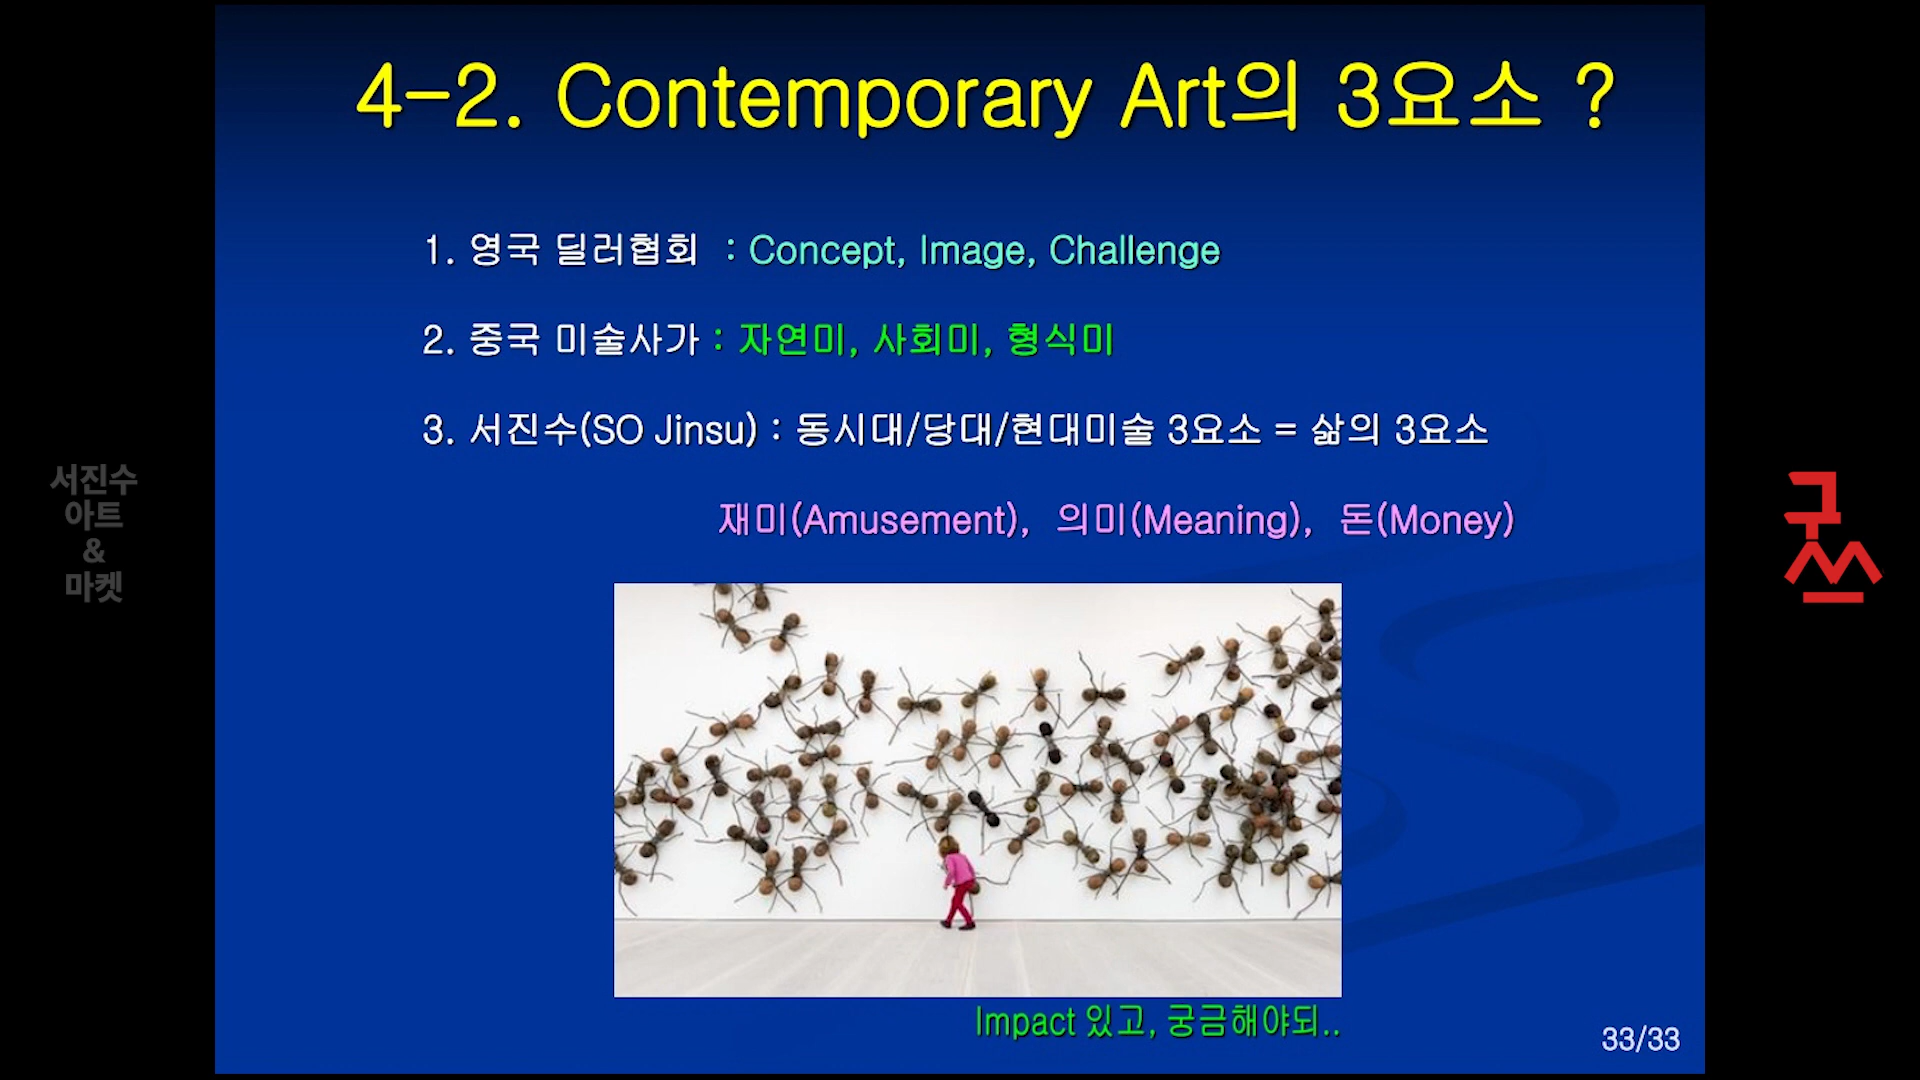 4-2. Contemporary Art의 3요소 ?
1. 영국 딜러협회 : Concept, Image, Challenge
2. 중국 미술사가 : 자연미, 사회미, 형식미
3. 서진수(SO Jinsu) : 동시대/당대/현대미술 3요소 = 삶의 3요소
재미(Amusement), 의미(Meaning), 돈(Money)
서진수
아트
&
마켓
구쓰
Impact 있고, 궁금해야되..
33/33